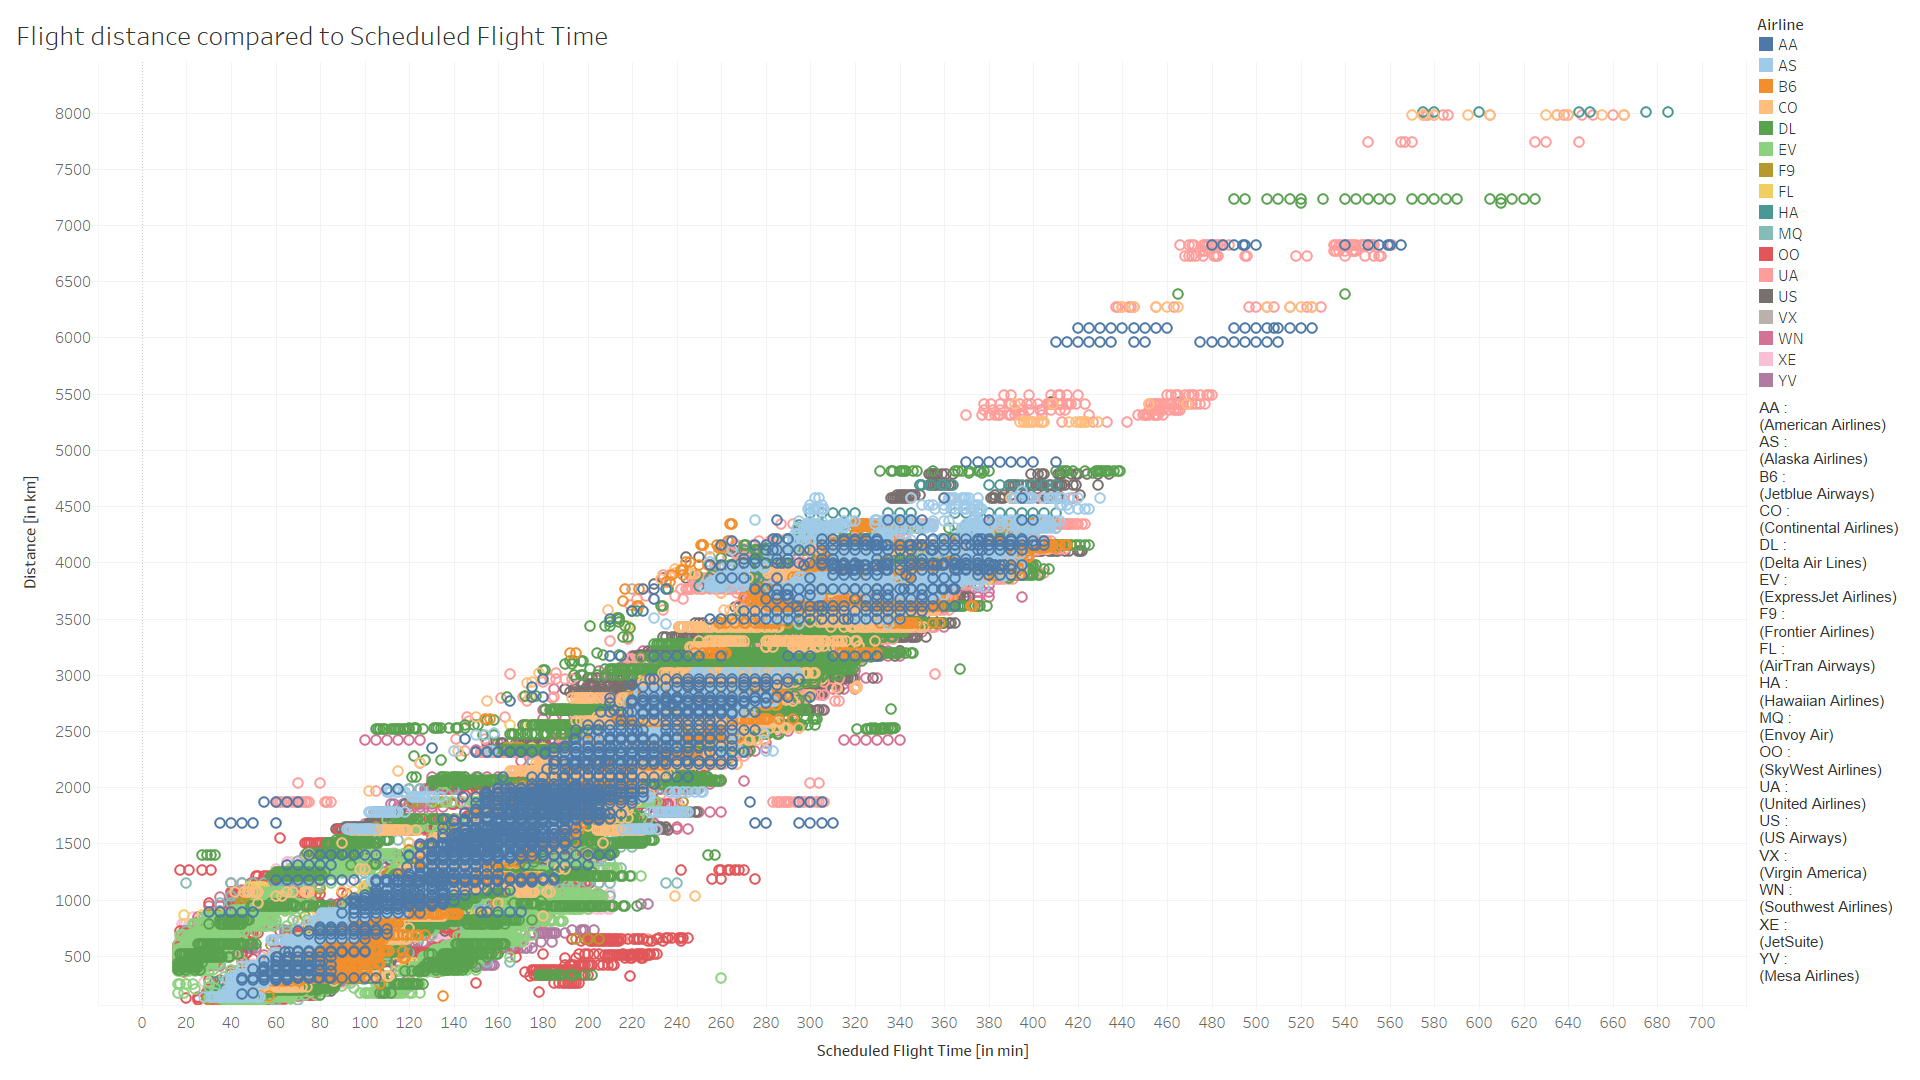 Flight distance compared to Scheduled Flight Time
Airline
AA
AS
B6
CO
DL
EV
F9
FL
HA
MQ
OO
UA
US
VX
WN
XE
YV
AA :
(American Airlines)
AS :
(Alaska Airlines)
B6 :
(Jetblue Airways)
CO :
(Continental Airlines)
DL :
(Delta Air Lines)
EV :
(ExpressJet Airlines)
F9 :
(Frontier Airlines)
FL :
(AirTran Airways)
HA :
(Hawaiian Airlines)
MQ :
(Envoy Air)
OO :
(SkyWest Airlines)
UA :
(United Airlines)
US :
(US Airways)
VX :
(Virgin America)
WN :
(Southwest Airlines)
XE :
(JetSuite)
YV :
(Mesa Airlines)
Distance [in km]
8000
7500
7000
6500
6000
5500
5000
4500
4000
3500
3000
2500
2000
1500
1000
500
0 20 40 60 80 100 120 140 160 180 200 220 240 260 280 300 320 340 360 380 400 420 440 460 480 500 520 540 560 580 600 620 640 660 680 700
Scheduled Flight Time [in min]